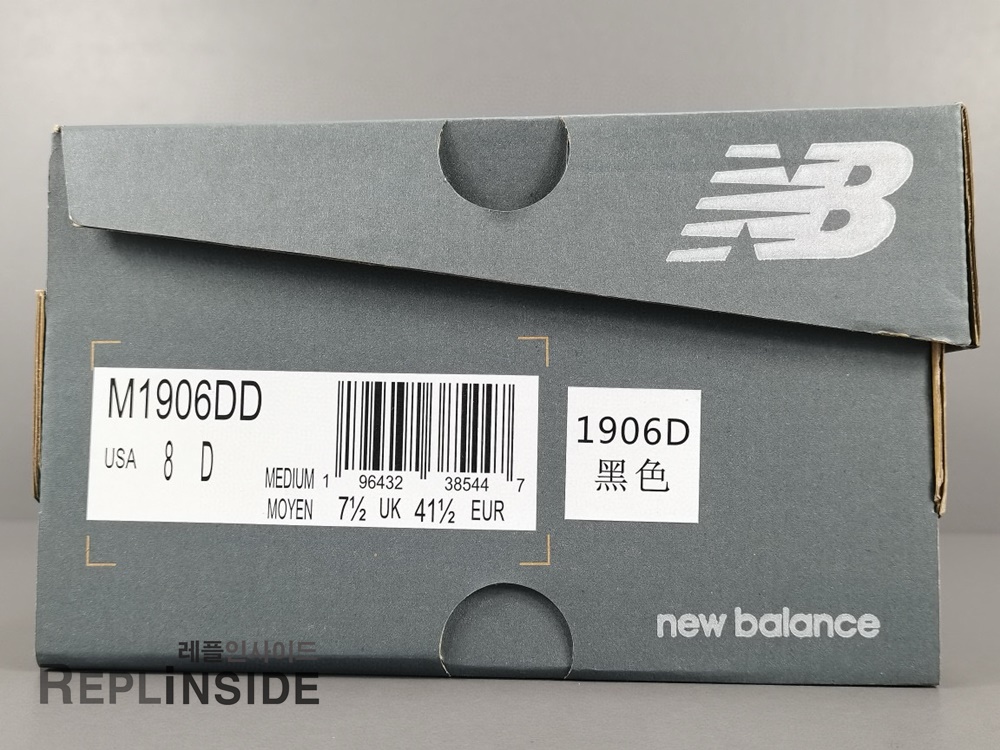 NB
M1906DD
USA 8 D
MEDIUM 1 96432 38544 7
MOYEN 7½ UK 41½ EUR
1906D
黑色
new balance
레플인사이드
REPLINSIDE